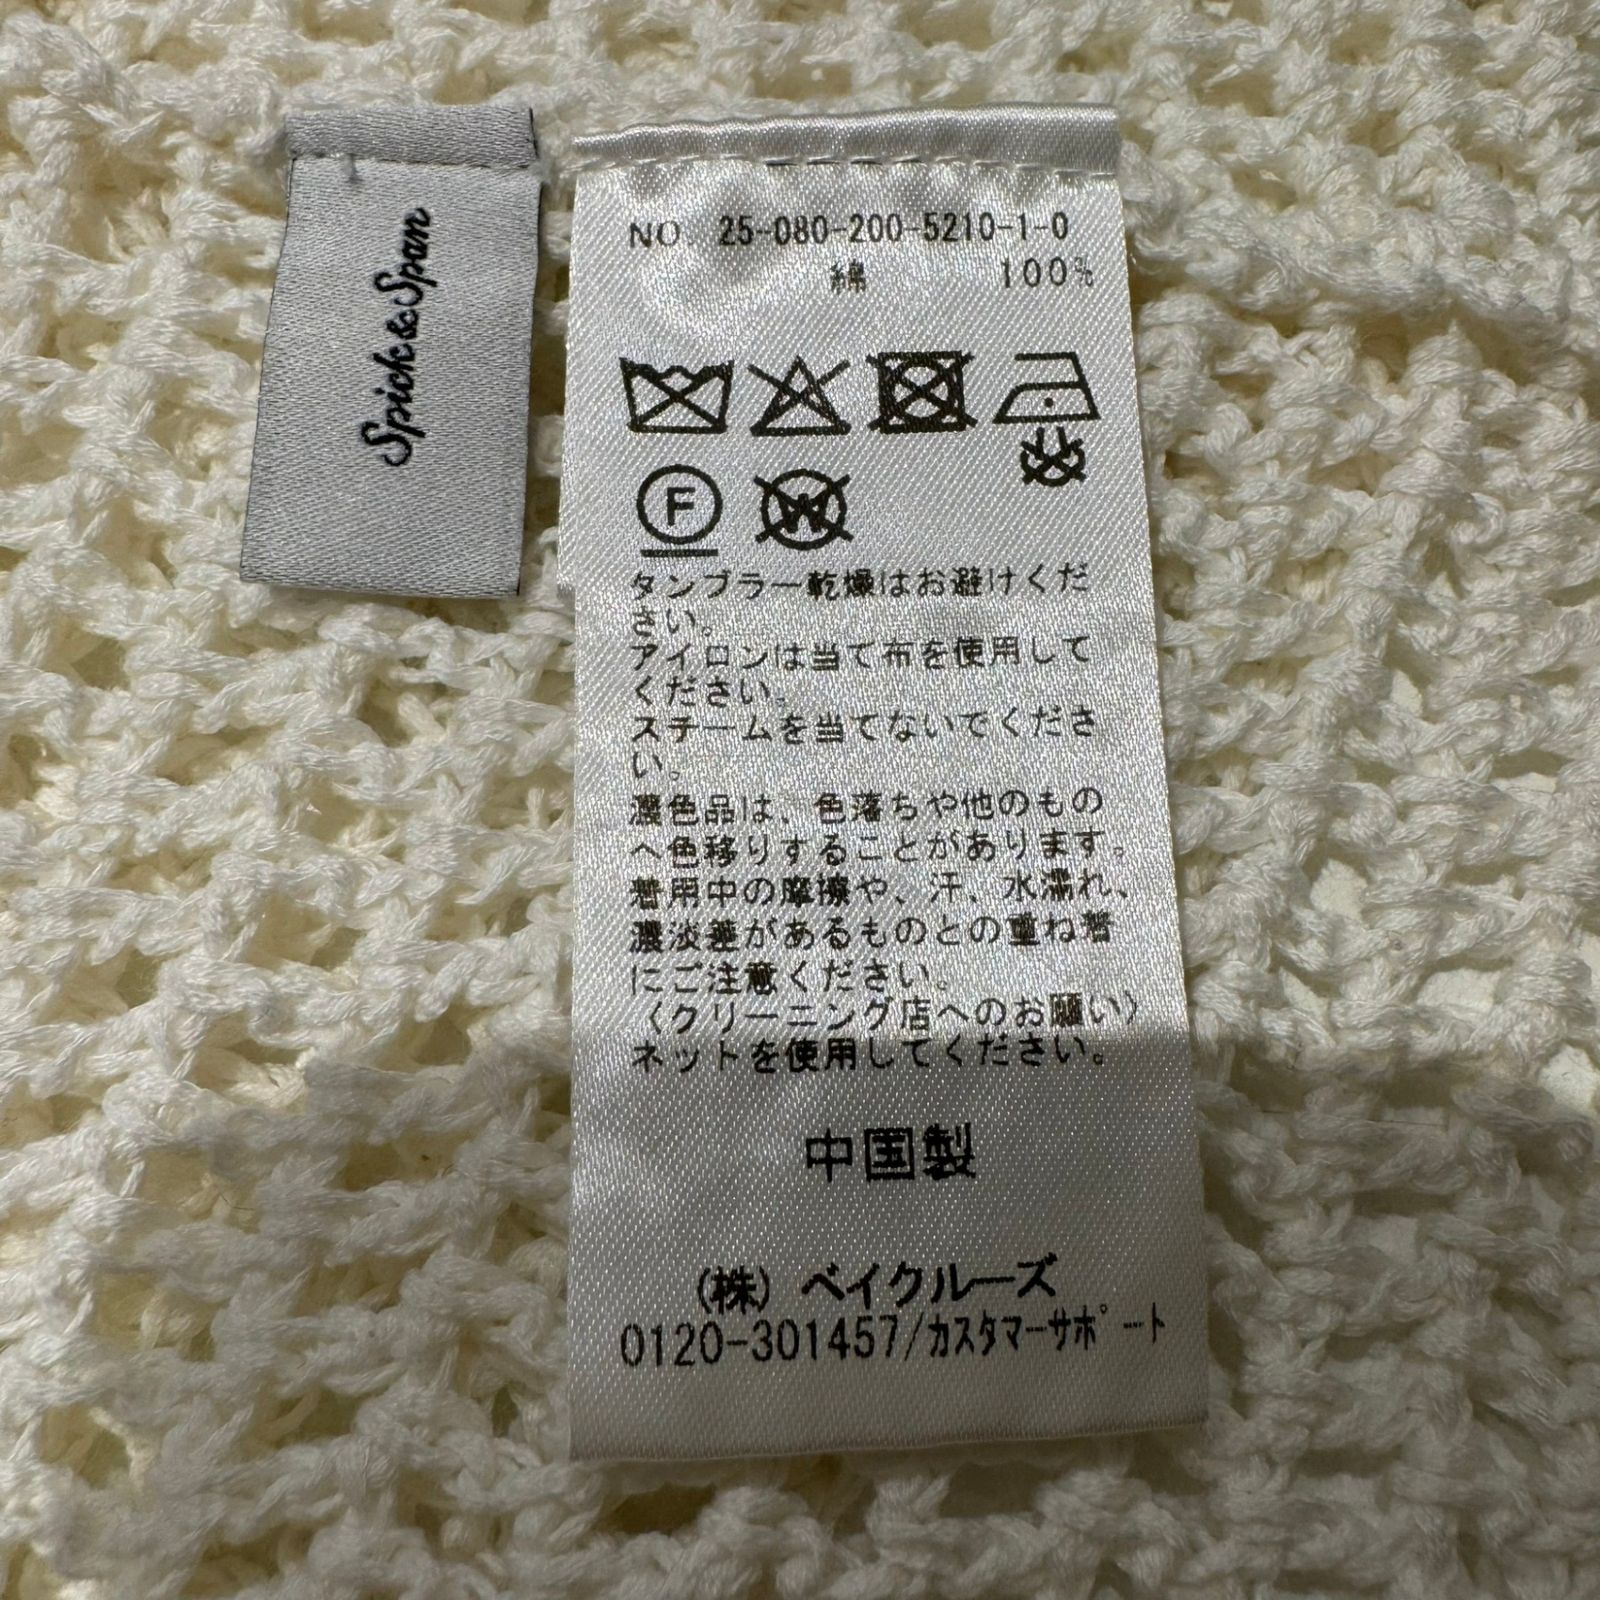 Spick&Span
NO. 25-080-200-5210-1-0
綿 100%
F
W
タンブラー乾燥はお避けくだ
さい。
アイロンは当て布を使用して
ください。
スチームを当てないでくださ
い。
濃色品は、色落ちや他のもの
へ色移りすることがあります。
着用中の摩擦や、汗、水濡れ、
濃淡差があるものとの重ね着
にご注意ください。
〈クリーニング店へのお願い〉
ネットを使用してください。
中国製
(株) ベイクルーズ
0120-301457/カスタマーサポート